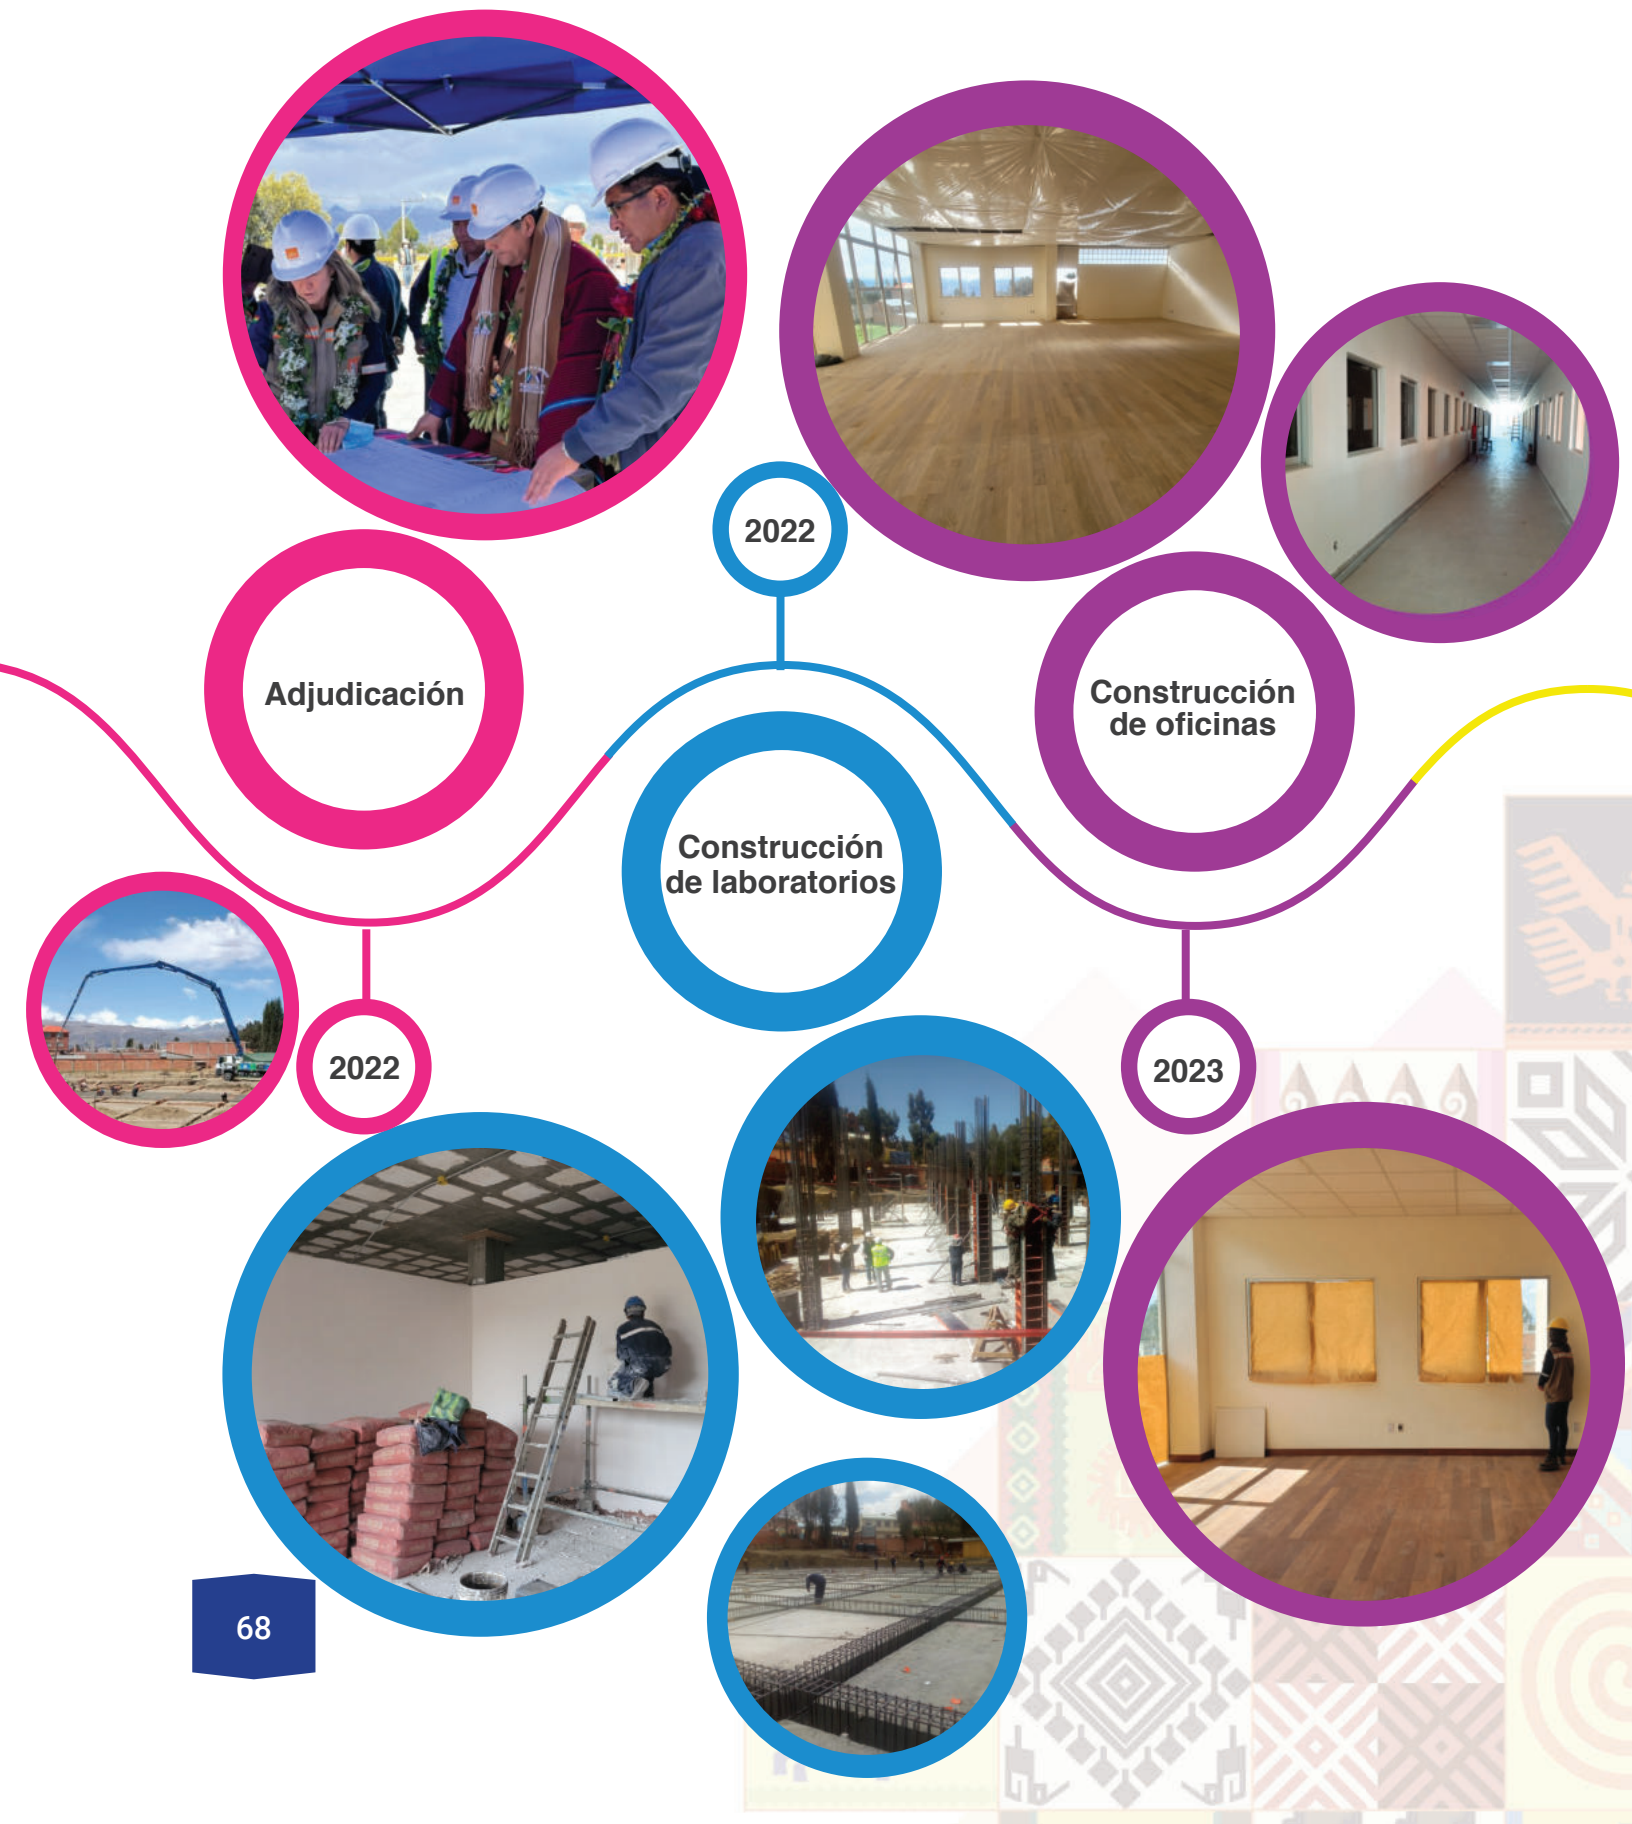 Adjudicación
2022
2022
Construcción
de laboratorios
Construcción
de oficinas
2023
68